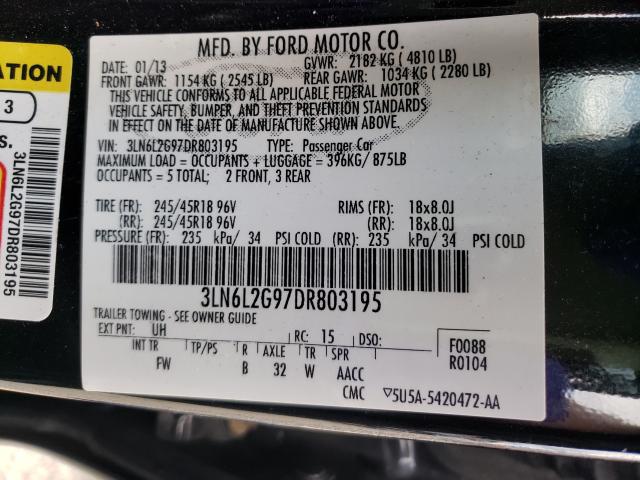 ATION
3
S.
3LN6L2G97DR803195
MFD. BY FORD MOTOR CO.
DATE: 01/13 GVWR: 2182 KG ( 4810 LB)
FRONT GAWR: 1154 KG ( 2545 LB) REAR GAWR: 1034 KG ( 2280 LB)
THIS VEHICLE CONFORMS TO ALL APPLICABLE FEDERAL MOTOR
VEHICLE SAFETY, BUMPER, AND THEFT PREVENTION STANDARDS
IN EFFECT ON THE DATE OF MANUFACTURE SHOWN ABOVE.
VIN: 3LN6L2G97DR803195 TYPE: Passenger Car
MAXIMUM LOAD = OCCUPANTS + LUGGAGE = 396KG/ 875LB
OCCUPANTS = 5 TOTAL; 2 FRONT, 3 REAR
TIRE (FR): 245/45R18 96V RIMS (FR): 18x8.0J
(RR): 245/45R18 96V (RR): 18x8.0J
PRESSURE (FR): 235 kPa/ 34 PSI COLD (RR): 235 kPa/ 34 PSI COLD
3LN6L2G97DR803195
TRAILER TOWING - SEE OWNER GUIDE
EXT PNT: UH RC: 15 DSO:
INT TR TP/PS R AXLE TR SPR
FW B 32 W AACC
CMC
F0088
R0104
▽5U5A-5420472-AA